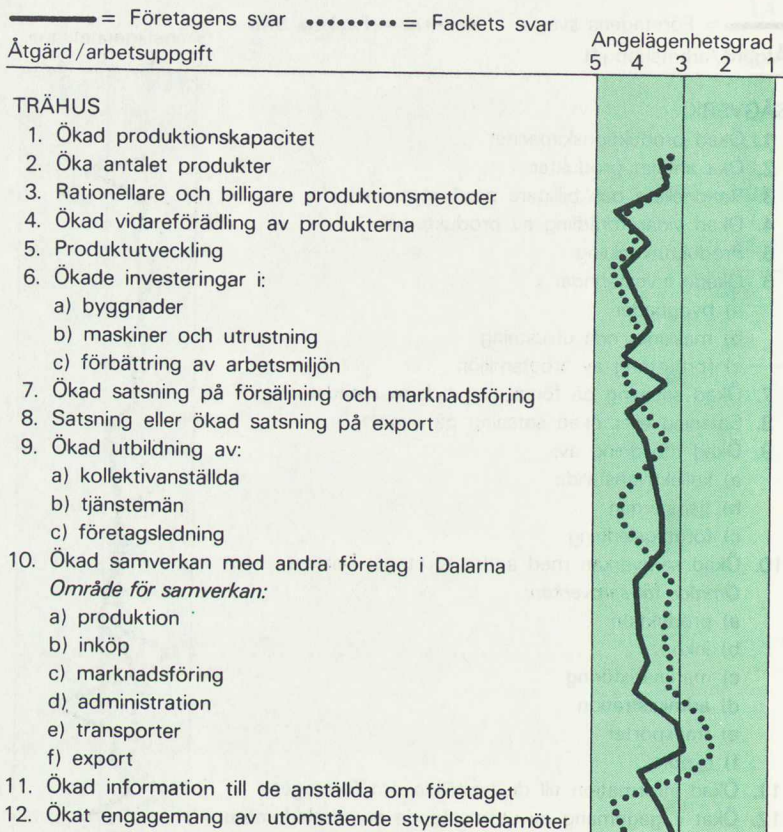 = Företagens svar = Fackets svar
Åtgärd/arbetsuppgift Angelägenhetsgrad
5 4 3 2 1
TRÄHUS
1. Ökad produktionskapacitet
2. Öka antalet produkter
3. Rationellare och billigare produktionsmetoder
4. Ökad vidareförädling av produkterna
5. Produktutveckling
6. Ökade investeringar i:
a) byggnader
b) maskiner och utrustning
c) förbättring av arbetsmiljön
7. Ökad satsning på försäljning och marknadsföring
8. Satsning eller ökad satsning på export
9. Ökad utbildning av:
a) kollektivanställda
b) tjänstemän
c) företagsledning
10. Ökad samverkan med andra företag i Dalarna
Område för samverkan:
a) produktion
b) inköp
c) marknadsföring
d) administration
e) transporter
f) export
11. Ökad information till de anställda om företaget
12. Ökat engagemang av utomstående styrelseledamöter